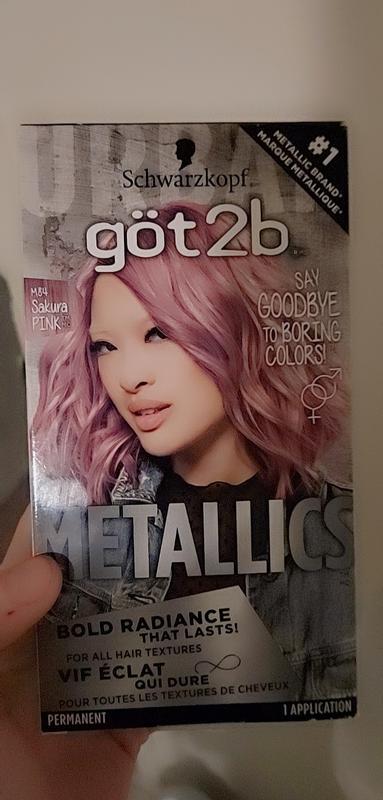 #1
METALLIC BRAND*
MARQUE MÉTALLIQUE*
Schwarzkopf
göt2b
M84
Sakura
PINK
SAY
GOODBYE
TO BORING
COLORS!
METALLICS
BOLD RADIANCE
THAT LASTS!
FOR ALL HAIR TEXTURES
VIF ÉCLAT
QUI DURE
POUR TOUTES LES TEXTURES DE CHEVEUX
PERMANENT
1 APPLICATION